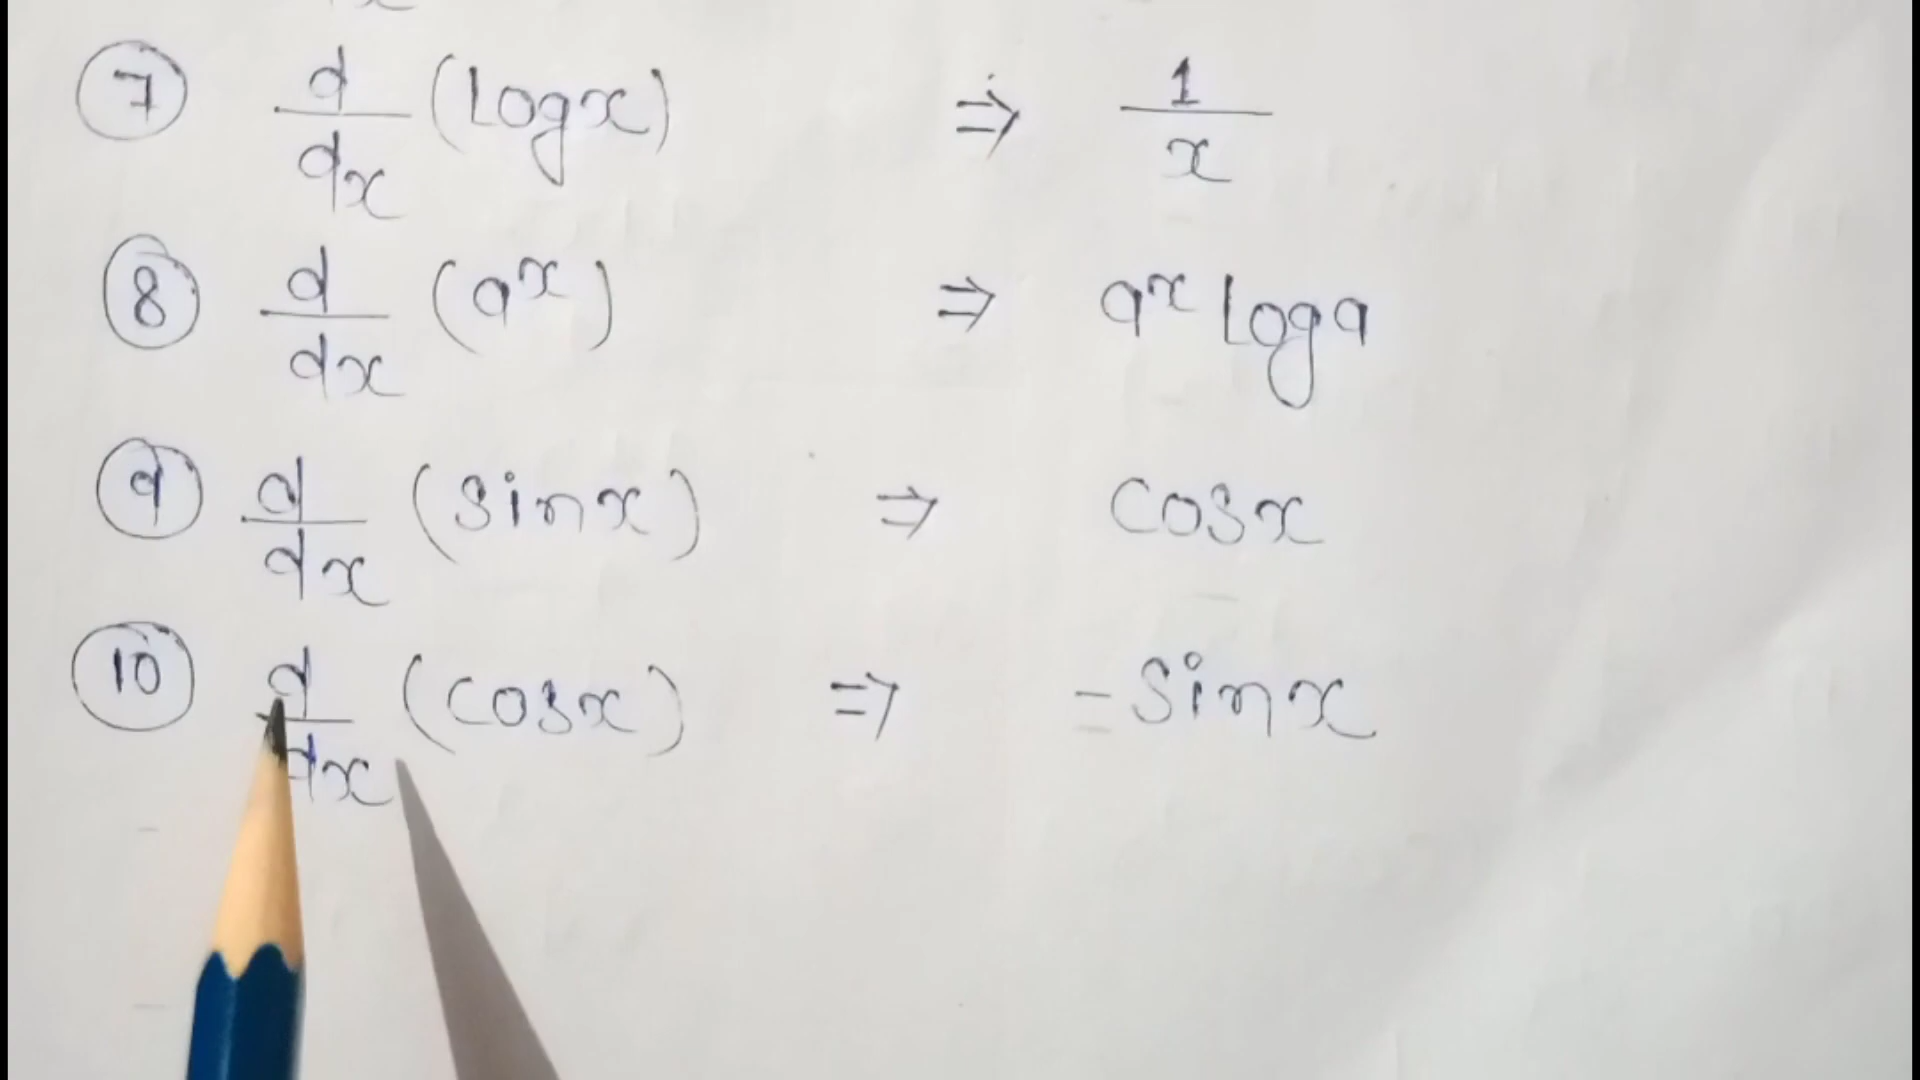 ⑦ d/dx (logx) ⇒ 1/x
⑧ d/dx (a^x) ⇒ a^x loga
⑨ d/dx (sinx) ⇒ cosx
⑩ d/dx (cosx) ⇒ -sinx